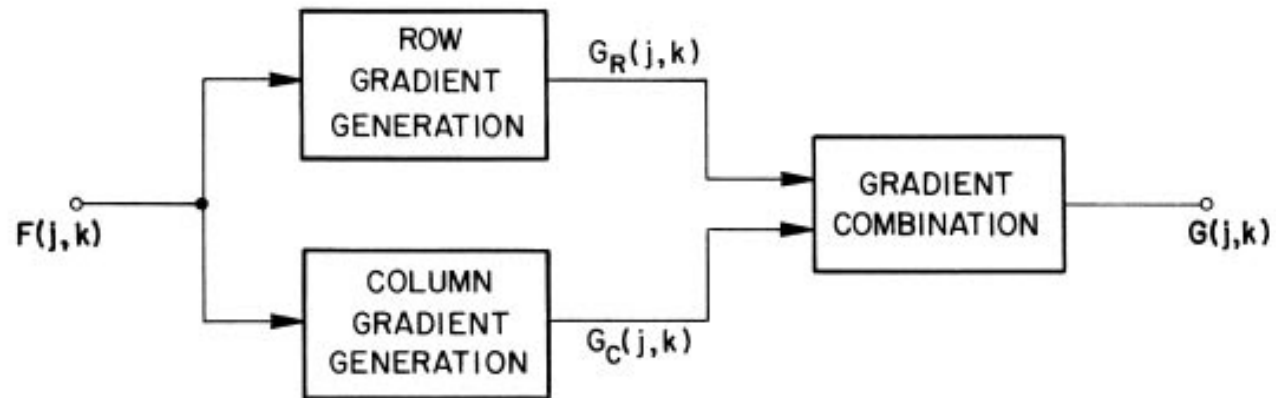 ROW
GRADIENT
GENERATION
G_R(j,k)
F(j,k)
GRADIENT
COMBINATION
G(j,k)
COLUMN
GRADIENT
GENERATION
G_C(j,k)